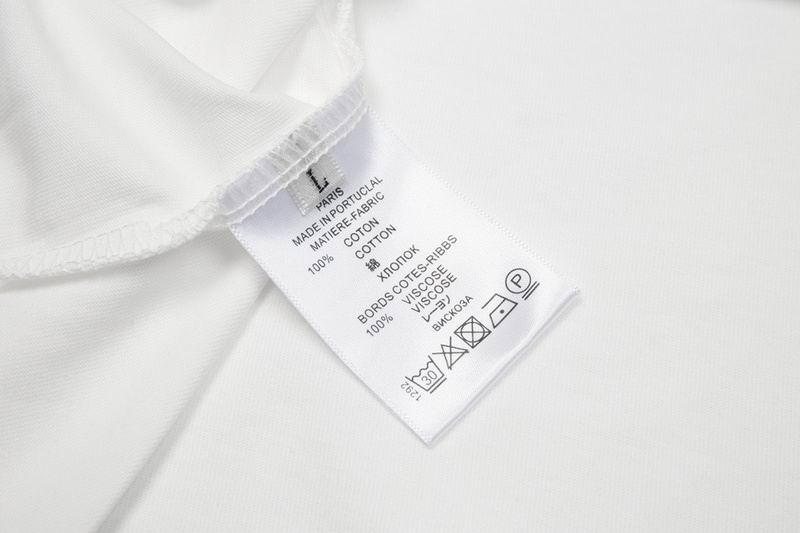 L
PARIS
MADE IN PORTUCLAL
MATIERE-FABRIC
100% COTON
COTTON
綿
ХЛОПОК
BORDS COTES-RIBBS
100% VISCOSE
VISCOSE
レーヨン
ВИСКОЗА
30
P
1292